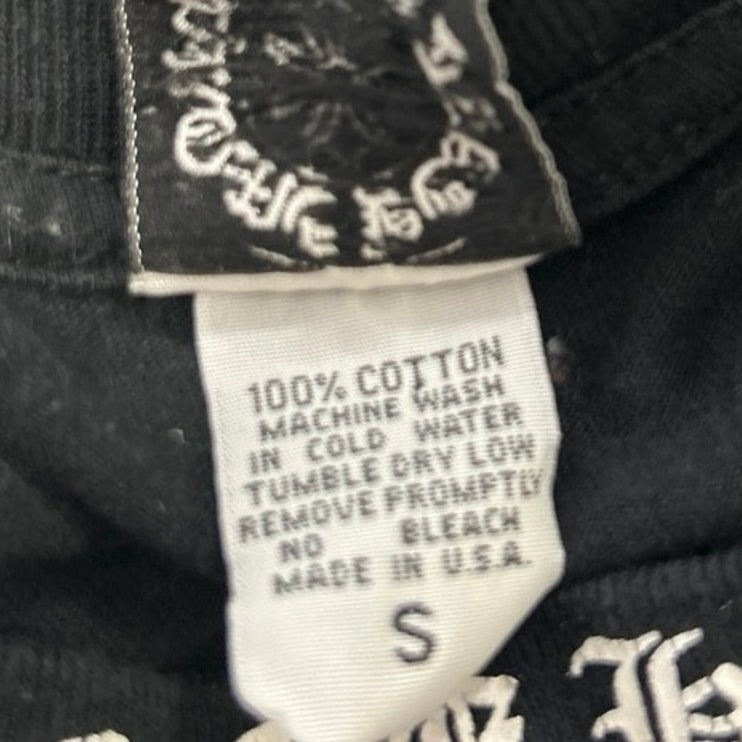 100% COTTON
MACHINE WASH
IN COLD WATER
TUMBLE DRY LOW
REMOVE PROMPTLY
NO BLEACH
MADE IN U.S.A.
S